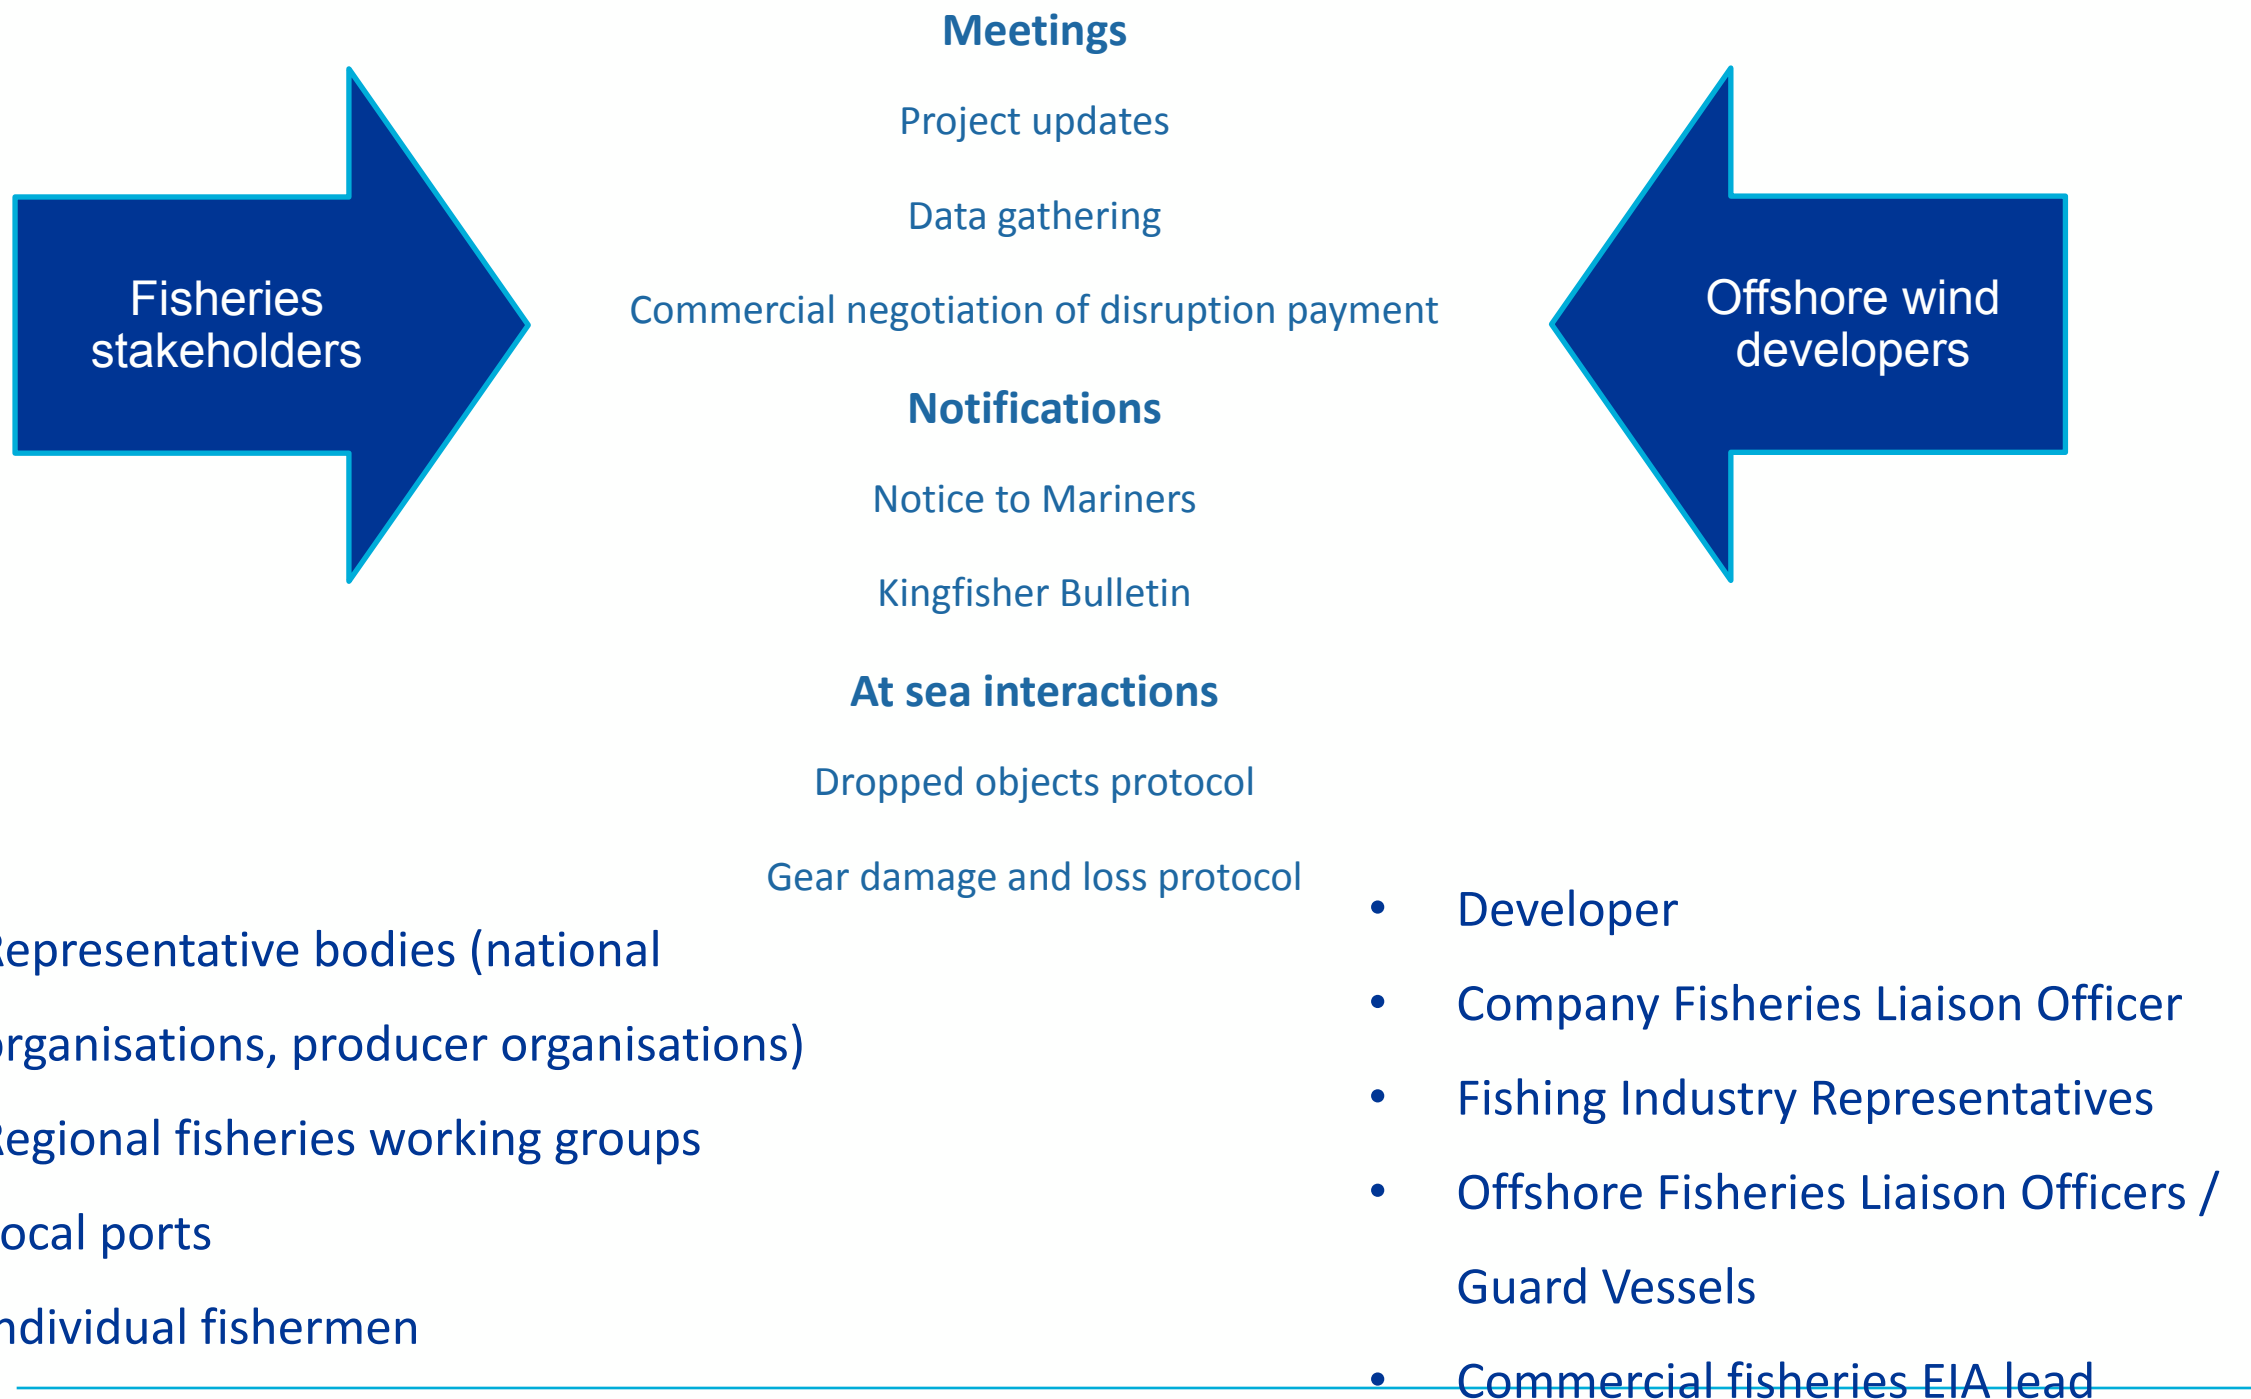 Meetings
Project updates
Data gathering
Commercial negotiation of disruption payment
Notifications
Notice to Mariners
Kingfisher Bulletin
At sea interactions
Dropped objects protocol
Gear damage and loss protocol
Fisheries
stakeholders
Offshore wind
developers
Representative bodies (national
organisations, producer organisations)
Regional fisheries working groups
ocal ports
ndividual fishermen
• Developer
• Company Fisheries Liaison Officer
• Fishing Industry Representatives
• Offshore Fisheries Liaison Officers /
Guard Vessels
• Commercial fisheries EIA lead